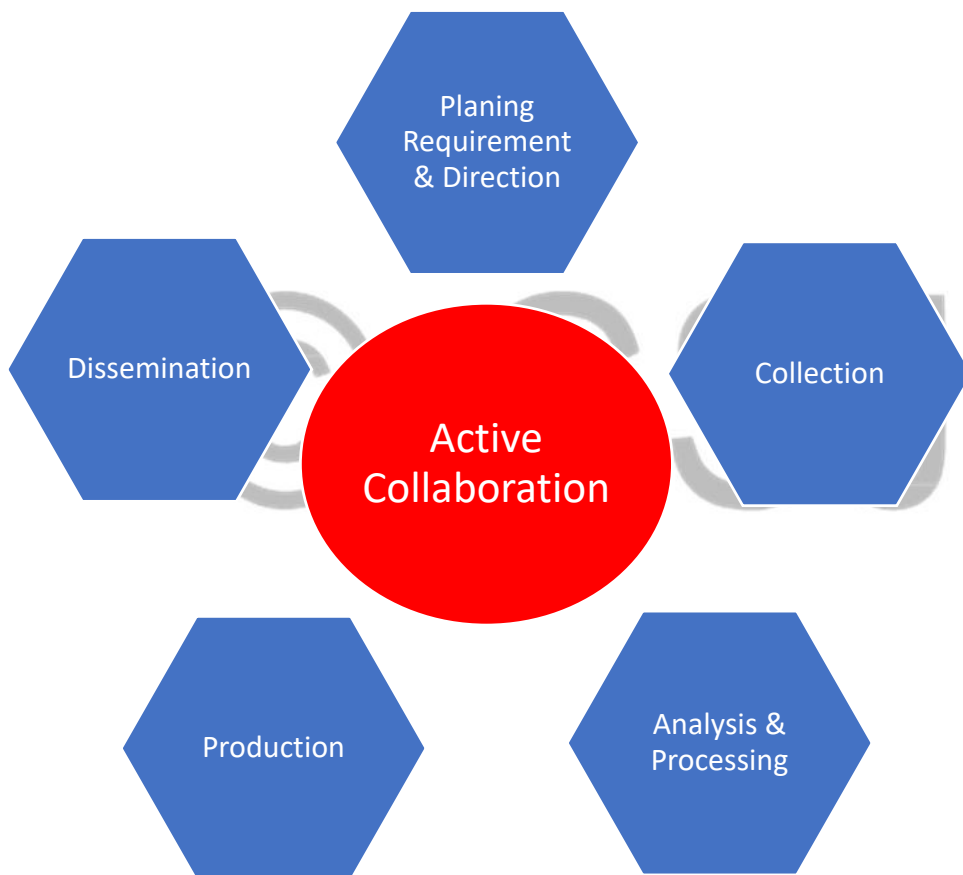 Planing
Requirement
& Direction
Dissemination
Collection
Active
Collaboration
Production
Analysis &
Processing